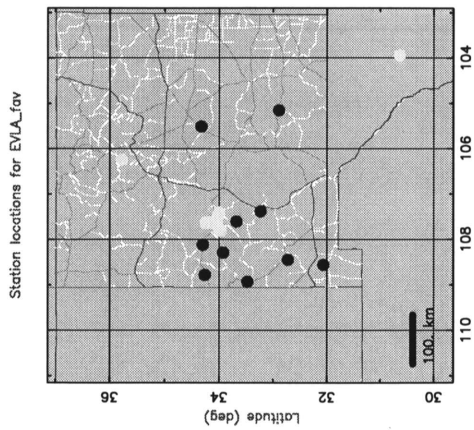 Station locations for EVLA_fav
36
34
32
30
Latitude (deg)
104
106
108
110
100. km